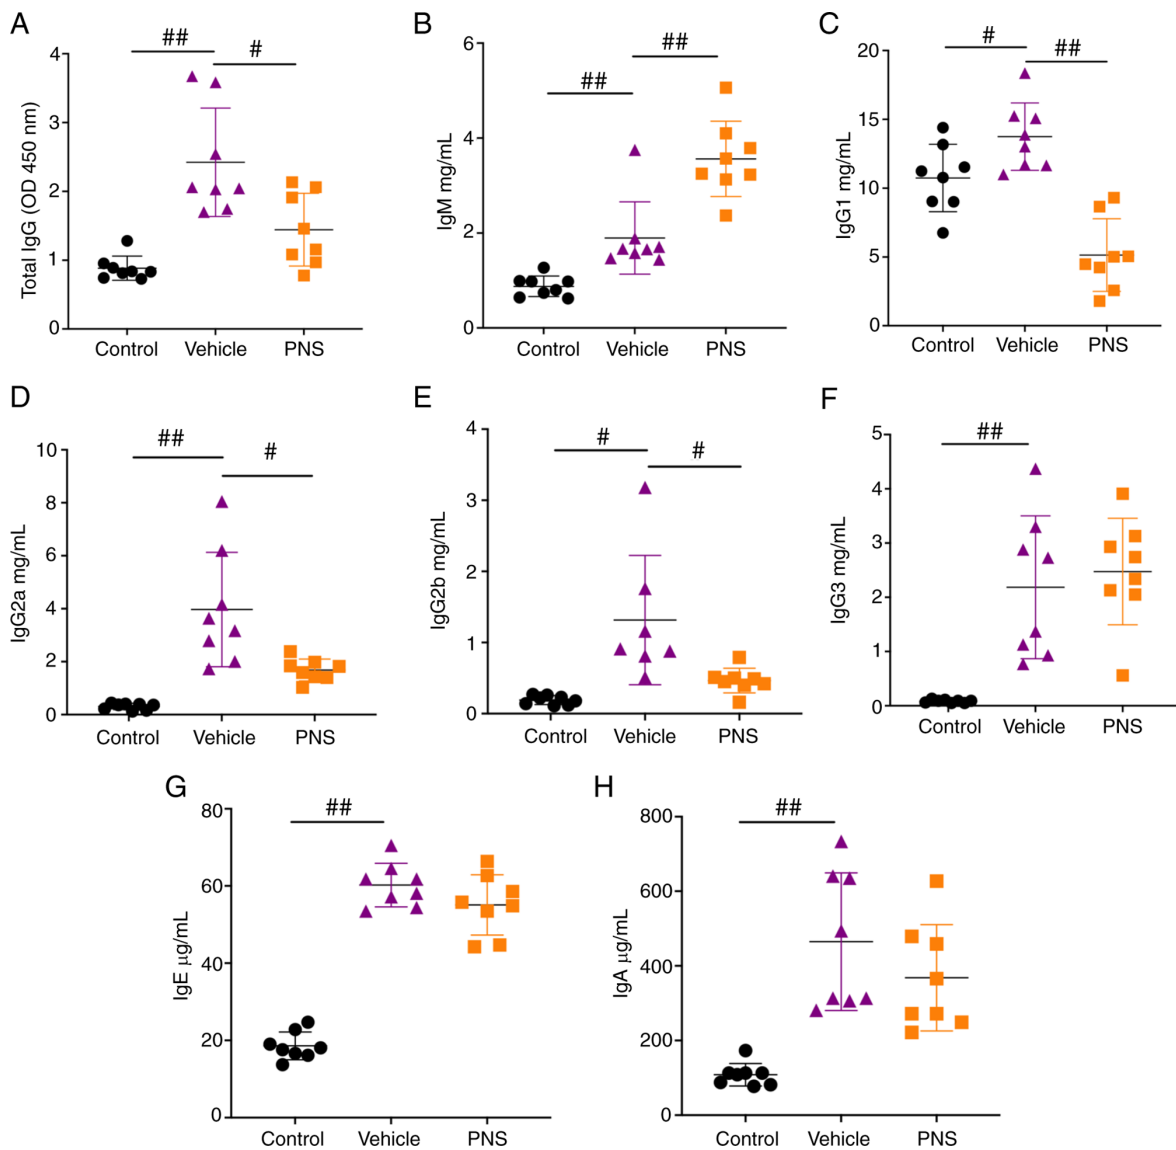 A
##
#
Total IgG (OD 450 nm)
4
3
2
1
0
Control Vehicle PNS
B
##
##
IgM mg/mL
6
4
2
0
Control Vehicle PNS
C
#
##
IgG1 mg/mL
20
15
10
5
0
Control Vehicle PNS
D
##
#
IgG2a mg/mL
10
8
6
4
2
0
Control Vehicle PNS
E
#
#
IgG2b mg/mL
4
3
2
1
0
Control Vehicle PNS
F
##
IgG3 mg/mL
5
4
3
2
1
0
Control Vehicle PNS
G
##
IgE µg/mL
80
60
40
20
0
Control Vehicle PNS
H
##
IgA µg/mL
800
600
400
200
0
Control Vehicle PNS